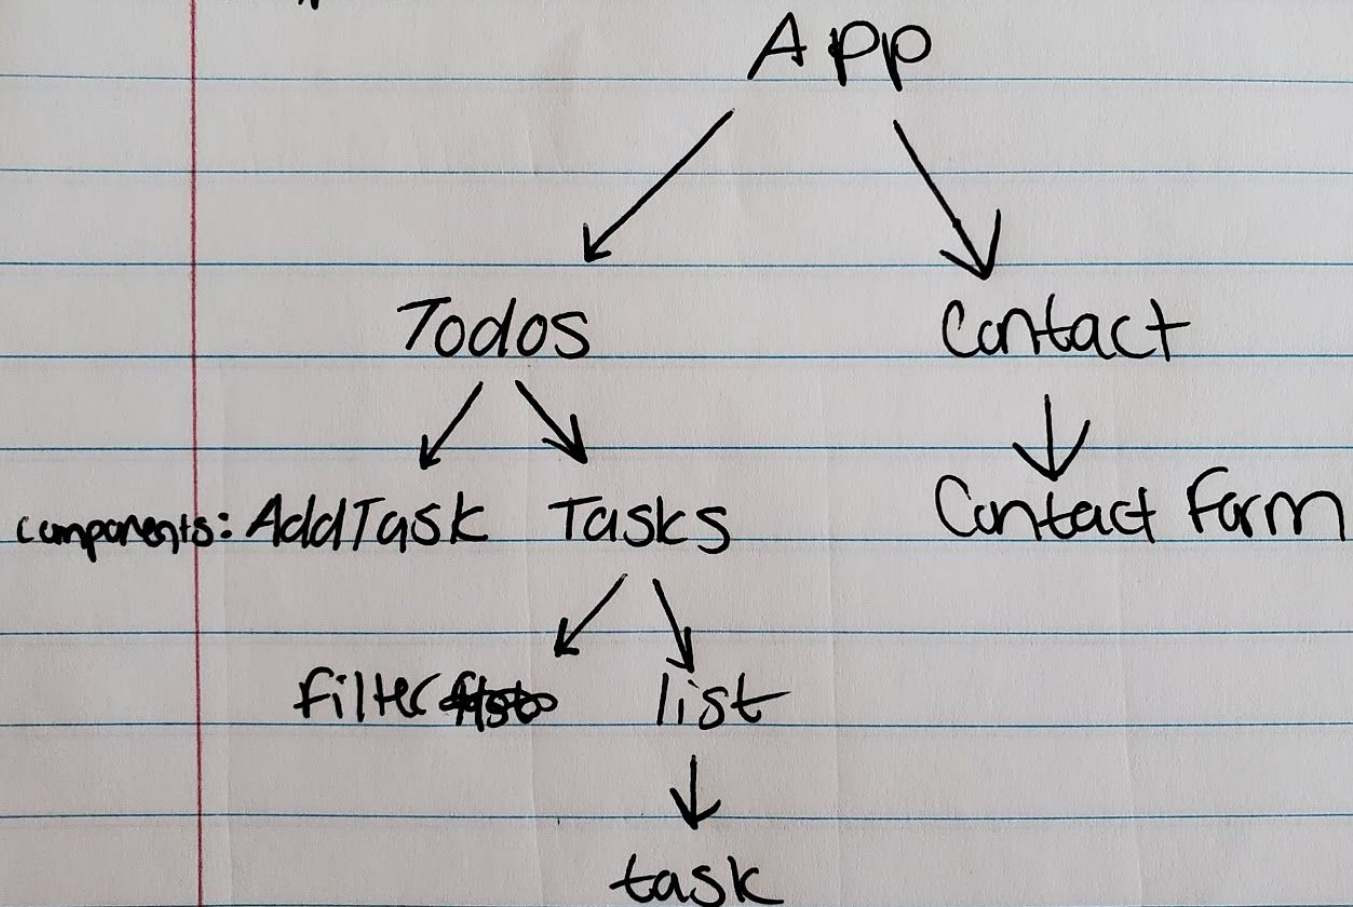 App
Todos Contact
components: AddTask Tasks Contact Form
filter list
task